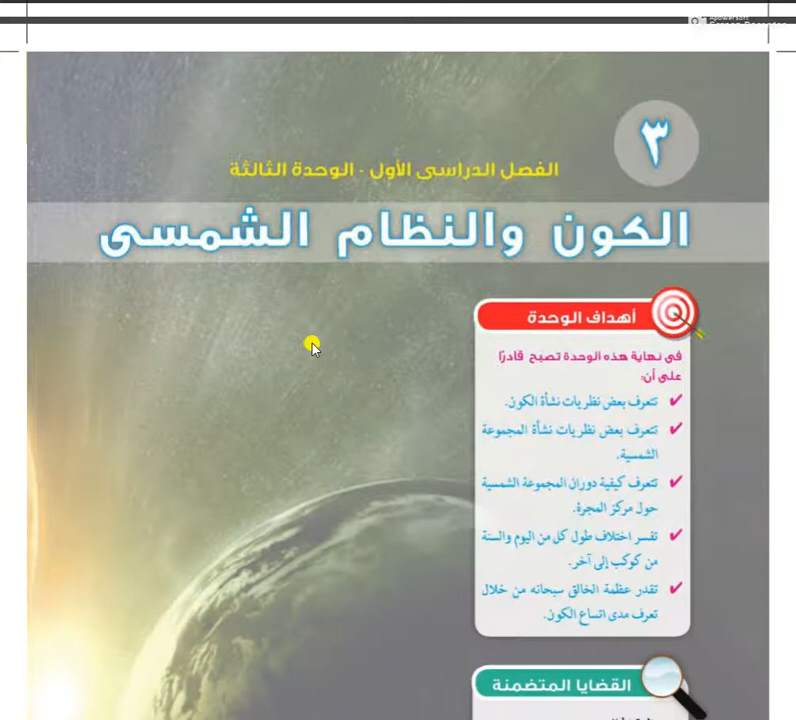 Apowersoft
Screen Recorder
٣
الفصل الدراسى الأول - الوحدة الثالثة
الكون والنظام الشمسى
أهداف الوحدة
فى نهاية هذه الوحدة تصبح قادرًا
على أن:
✔ تتعرف بعض نظريات نشأة الكون.
✔ تتعرف بعض نظريات نشأة المجموعة
الشمسية.
✔ تتعرف كيفية دوران المجموعة الشمسية
حول مركز المجرة.
✔ تفسر اختلاف طول كل من اليوم والسنة
من كوكب إلى آخر.
✔ تقدر عظمة الخالق سبحانه من خلال
تعرف مدى اتساع الكون.
القضايا المتضمنة